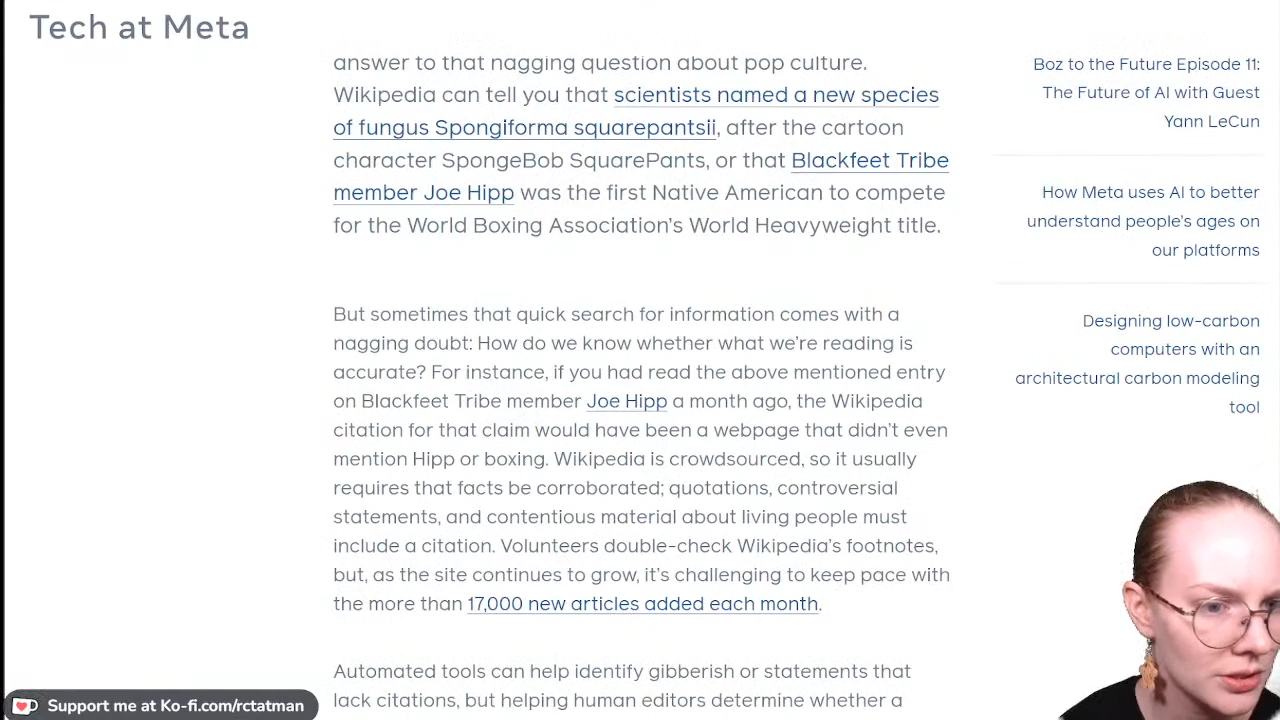 Tech at Meta
answer to that nagging question about pop culture.
Wikipedia can tell you that scientists named a new species
of fungus Spongiforma squarepantsii, after the cartoon
character SpongeBob SquarePants, or that Blackfeet Tribe
member Joe Hipp was the first Native American to compete
for the World Boxing Association’s World Heavyweight title.
But sometimes that quick search for information comes with a
nagging doubt: How do we know whether what we’re reading is
accurate? For instance, if you had read the above mentioned entry
on Blackfeet Tribe member Joe Hipp a month ago, the Wikipedia
citation for that claim would have been a webpage that didn’t even
mention Hipp or boxing. Wikipedia is crowdsourced, so it usually
requires that facts be corroborated; quotations, controversial
statements, and contentious material about living people must
include a citation. Volunteers double-check Wikipedia’s footnotes,
but, as the site continues to grow, it’s challenging to keep pace with
the more than 17,000 new articles added each month.
Automated tools can help identify gibberish or statements that
lack citations, but helping human editors determine whether a
Boz to the Future Episode 11:
The Future of AI with Guest
Yann LeCun
How Meta uses AI to better
understand people’s ages on
our platforms
Designing low-carbon
computers with an
architectural carbon modeling
tool
Support me at Ko-fi.com/rctatman